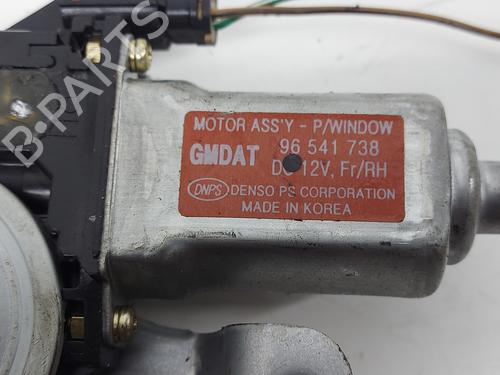 B-PARTS
MOTOR ASS'Y - P/WINDOW
GMDAT 96 541 738
DC 12V, Fr/RH
DNPS DENSO PS CORPORATION
MADE IN KOREA